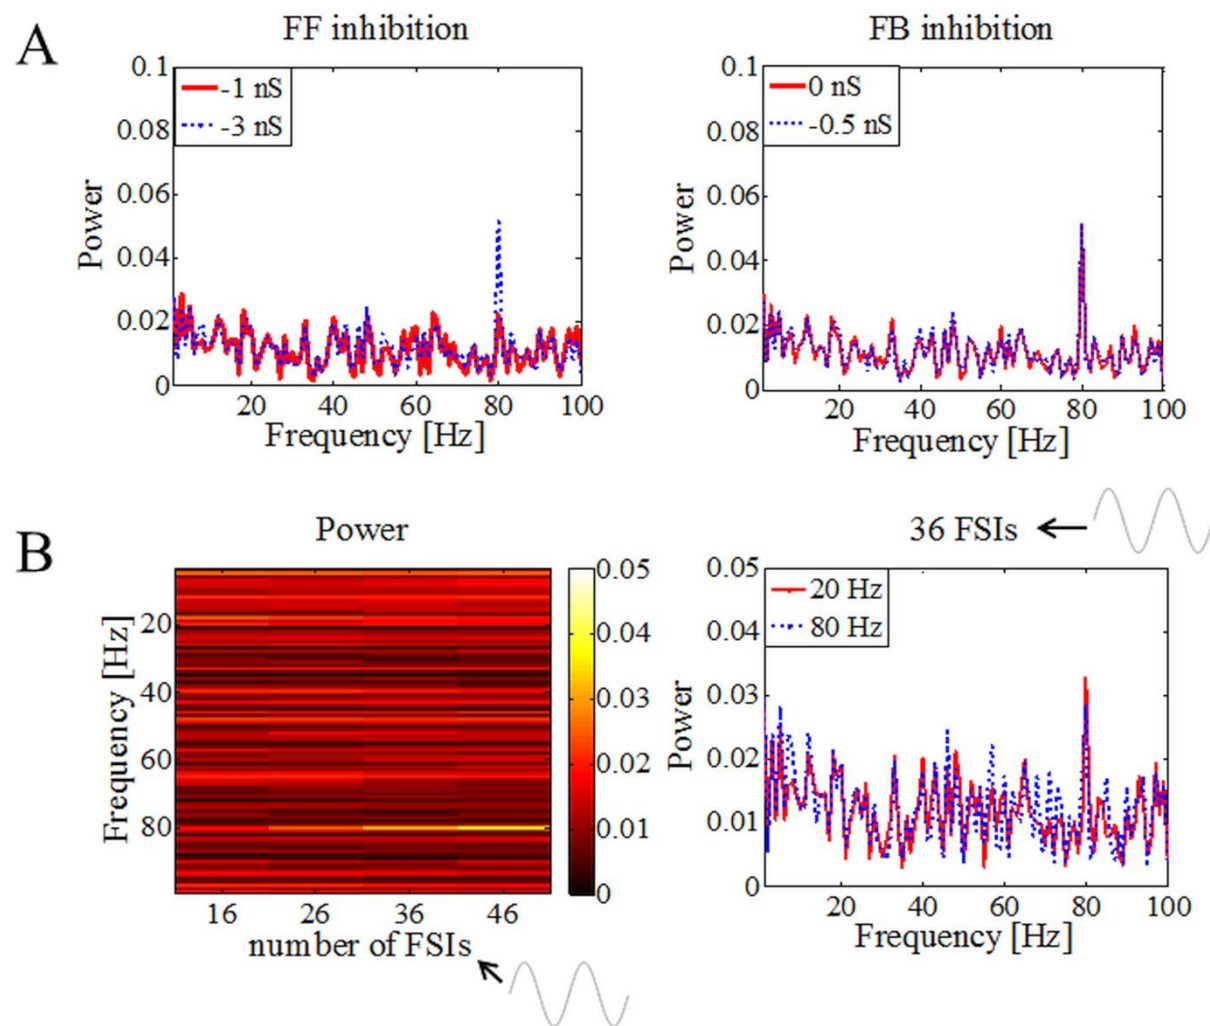 A
FF inhibition
FB inhibition
0.1
0.08
0.06
0.04
0.02
0
Power
-1 nS
-3 nS
20 40 60 80 100
Frequency [Hz]
0.1
0.08
0.06
0.04
0.02
0
Power
0 nS
-0.5 nS
20 40 60 80 100
Frequency [Hz]
B
Power
20
40
60
80
Frequency [Hz]
16 26 36 46
number of FSIs
0.05
0.04
0.03
0.02
0.01
0
36 FSIs
0.05
0.04
0.03
0.02
0.01
0
Power
20 Hz
80 Hz
20 40 60 80 100
Frequency [Hz]